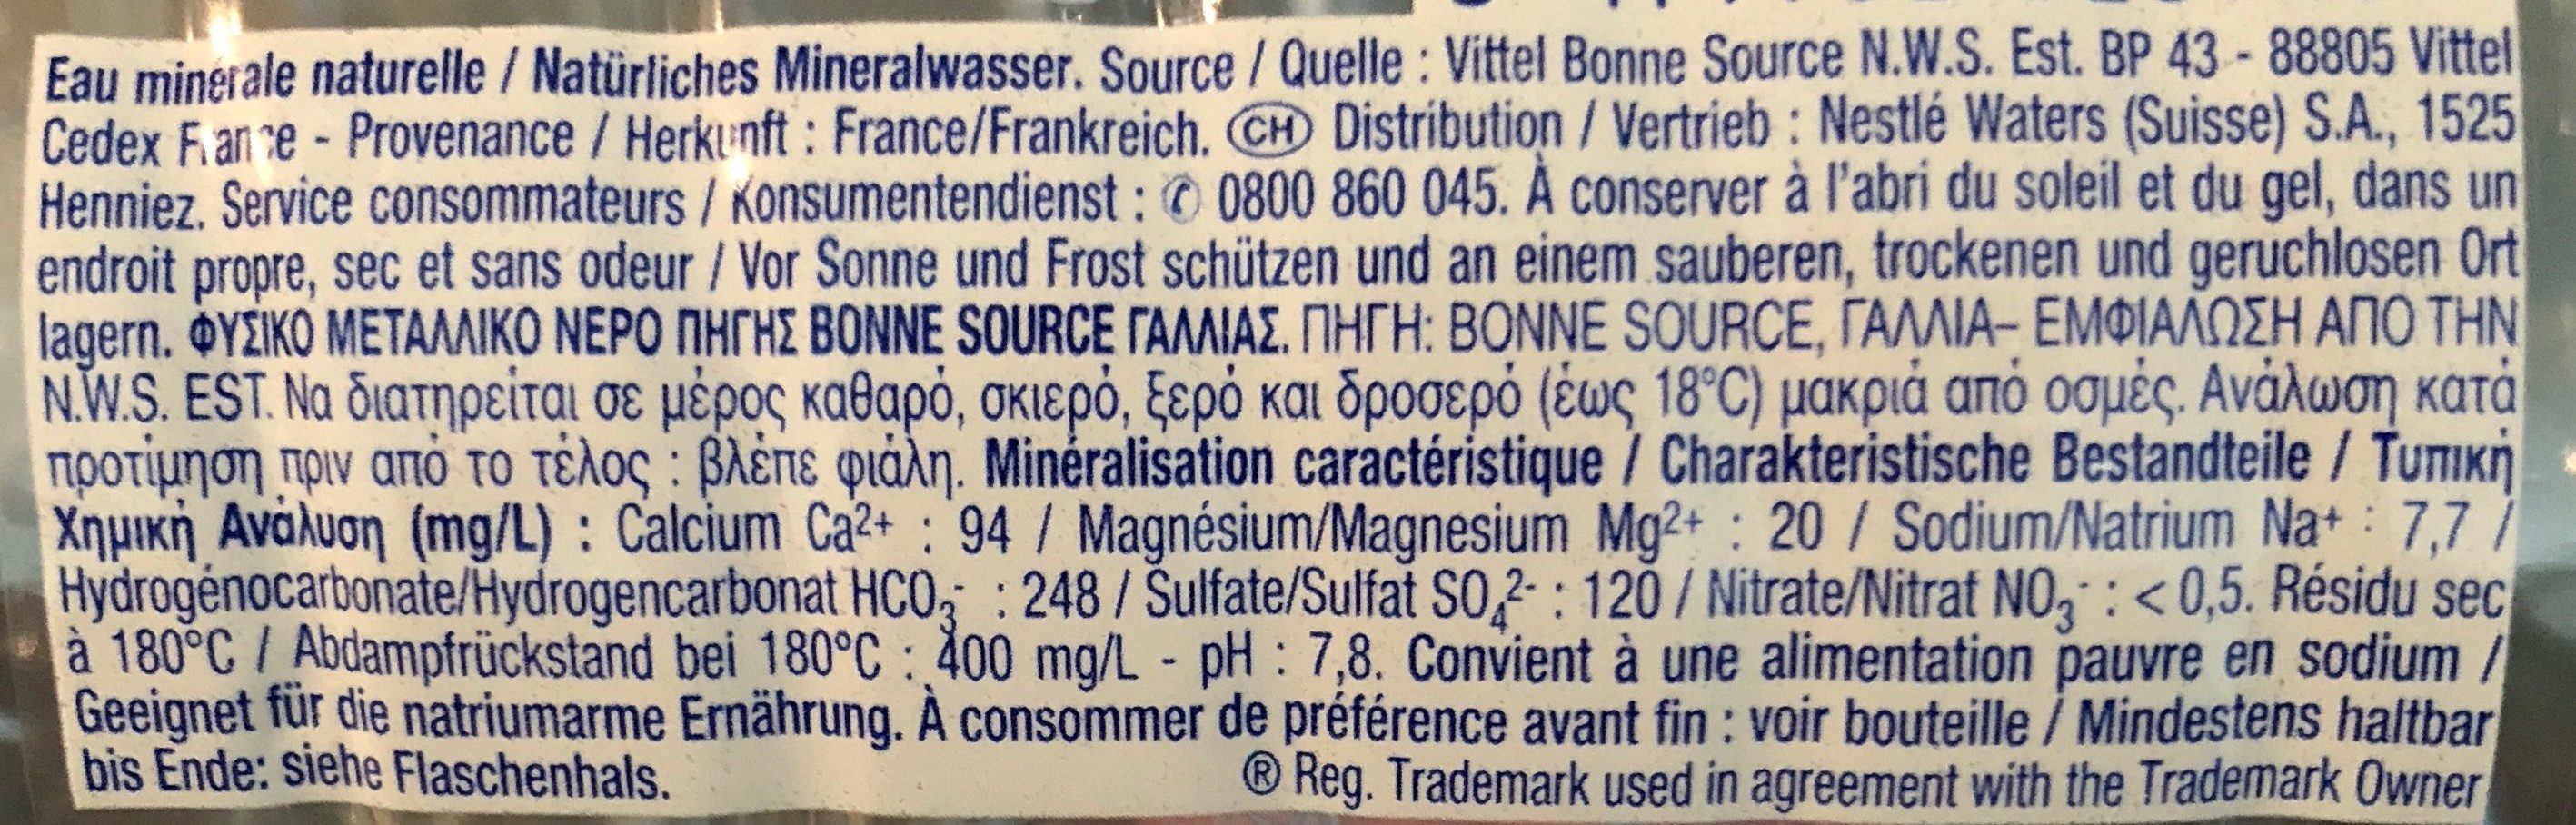 Eau minérale naturelle / Natürliches Mineralwasser. Source / Quelle : Vittel Bonne Source N.W.S. Est. BP 43 - 88805 Vittel
Cedex France - Provenance / Herkunft : France/Frankreich. CH Distribution / Vertrieb : Nestlé Waters (Suisse) S.A., 1525
Henniez. Service consommateurs / Konsumentendienst : ✆ 0800 860 045. À conserver à l'abri du soleil et du gel, dans un
endroit propre, sec et sans odeur / Vor Sonne und Frost schützen und an einem sauberen, trockenen und geruchlosen Ort
lagern. ΦΥΣΙΚΟ ΜΕΤΑΛΛΙΚΟ ΝΕΡΟ ΠΗΓΗΣ BONNE SOURCE ΓΑΛΛΙΑΣ. ΠΗΓΗ: BONNE SOURCE, ΓΑΛΛΙΑ– ΕΜΦΙΑΛΩΣΗ ΑΠΟ ΤΗΝ
N.W.S. EST. Να διατηρείται σε μέρος καθαρό, σκιερό, ξερό και δροσερό (έως 18°C) μακριά από οσμές. Ανάλωση κατά
προτίμηση πριν από το τέλος : βλέπε φιάλη. Minéralisation caractéristique / Charakteristische Bestandteile / Τυπική
Χημική Ανάλυση (mg/L) : Calcium Ca²⁺ : 94 / Magnésium/Magnesium Mg²⁺ : 20 / Sodium/Natrium Na⁺ : 7,7 /
Hydrogénocarbonate/Hydrogencarbonat HCO₃⁻ : 248 / Sulfate/Sulfat SO₄²⁻ : 120 / Nitrate/Nitrat NO₃⁻ : < 0,5. Résidu sec
à 180°C / Abdampfrückstand bei 180°C : 400 mg/L - pH : 7,8. Convient à une alimentation pauvre en sodium /
Geeignet für die natriumarme Ernährung. À consommer de préférence avant fin : voir bouteille / Mindestens haltbar
bis Ende: siehe Flaschenhals. ® Reg. Trademark used in agreement with the Trademark Owner